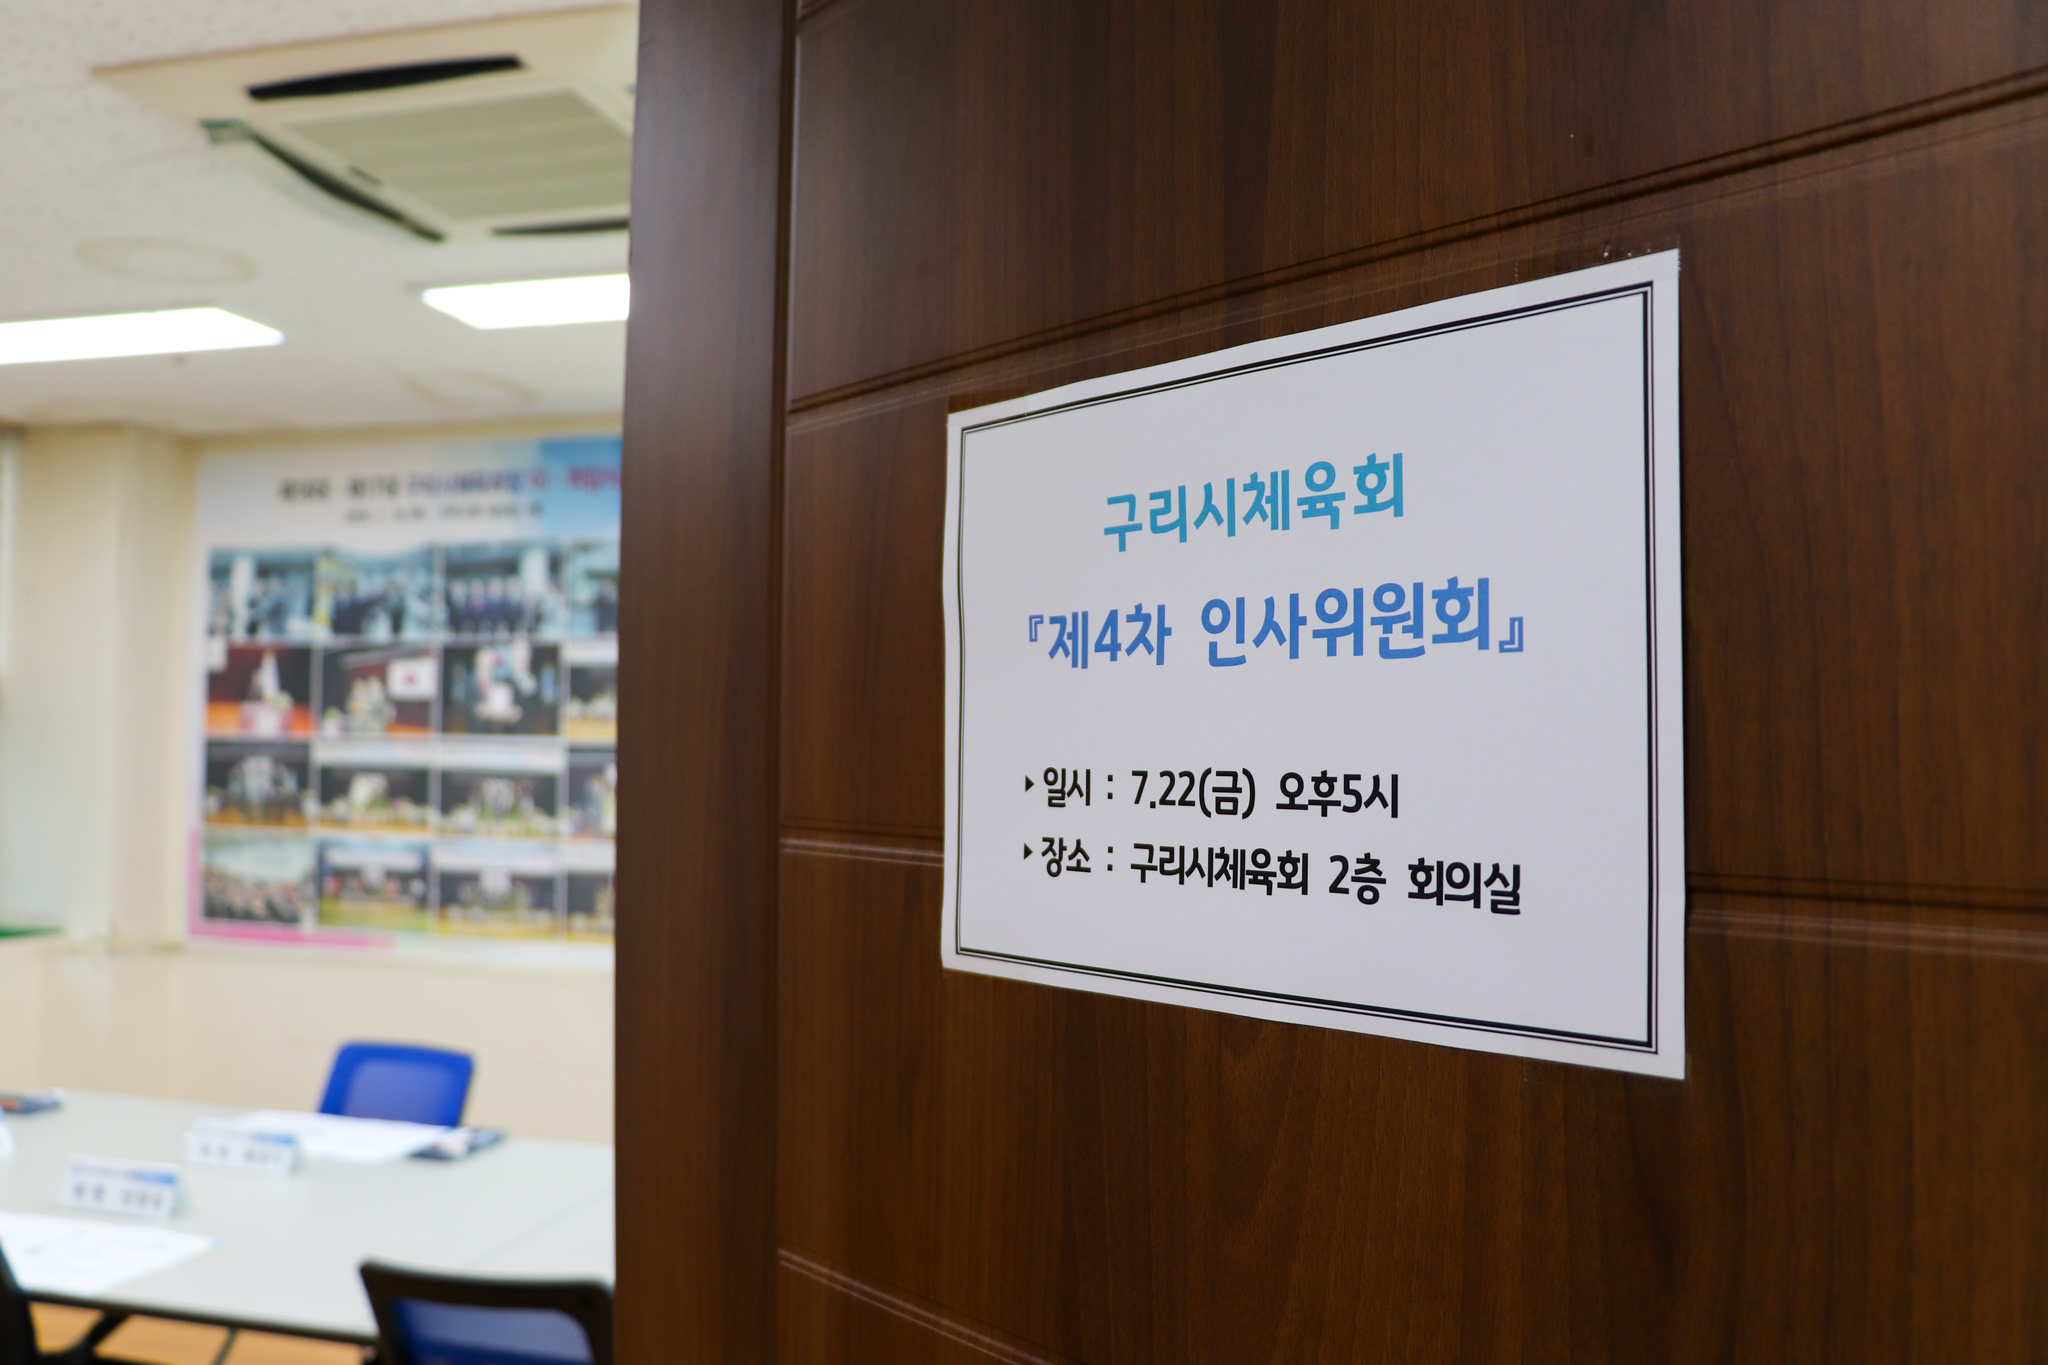 구리시체육회
『제4차 인사위원회』
▸일시 : 7.22(금) 오후5시
▸장소 : 구리시체육회 2층 회의실